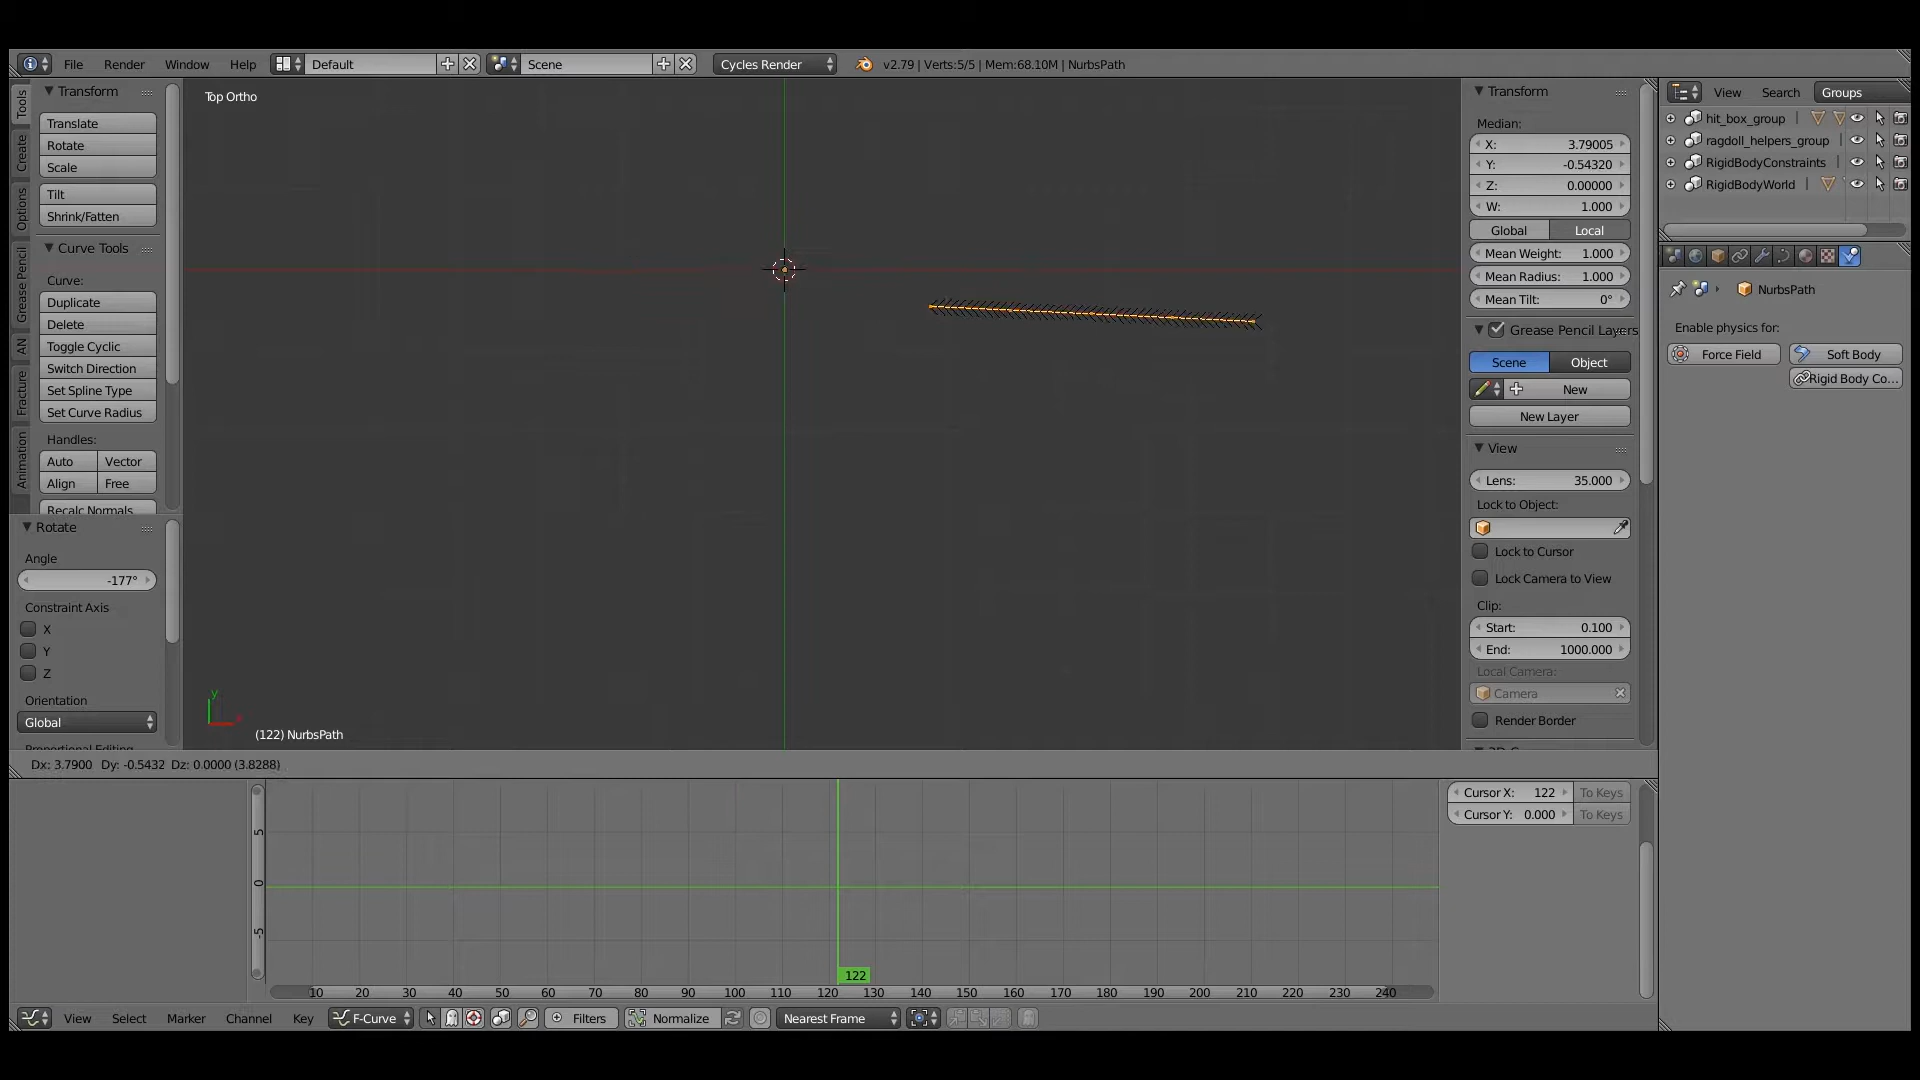 File Render Window Help Default Scene Cycles Render v2.79 | Verts:5/5 | Mem:68.10M | NurbsPath
Tools
Create
Options
Grease Pencil
AN
Fracture
Animation
Transform
Translate
Rotate
Scale
Tilt
Shrink/Fatten
Curve Tools
Curve:
Duplicate
Delete
Toggle Cyclic
Switch Direction
Set Spline Type
Set Curve Radius
Handles:
Auto Vector
Align Free
Recalc Normals
Rotate
Angle
-177°
Constraint Axis
X
Y
Z
Orientation
Global
Top Ortho
y
(122) NurbsPath
Transform
Median:
X: 3.79005
Y: -0.54320
Z: 0.00000
W: 1.000
Global Local
Mean Weight: 1.000
Mean Radius: 1.000
Mean Tilt: 0°
Grease Pencil Layers
Scene Object
New
New Layer
View
Lens: 35.000
Lock to Object:
Lock to Cursor
Lock Camera to View
Clip:
Start: 0.100
End: 1000.000
Local Camera:
Camera
Render Border
View Search Groups
hit_box_group
ragdoll_helpers_group
RigidBodyConstraints
RigidBodyWorld
NurbsPath
Enable physics for:
Force Field Soft Body
Rigid Body Co...
Dx: 3.7900 Dy: -0.5432 Dz: 0.0000 (3.8288)
5
0
-5
122
10 20 30 40 50 60 70 80 90 100 110 120 130 140 150 160 170 180 190 200 210 220 230 240
Cursor X: 122 To Keys
Cursor Y: 0.000 To Keys
View Select Marker Channel Key F-Curve Filters Normalize Nearest Frame